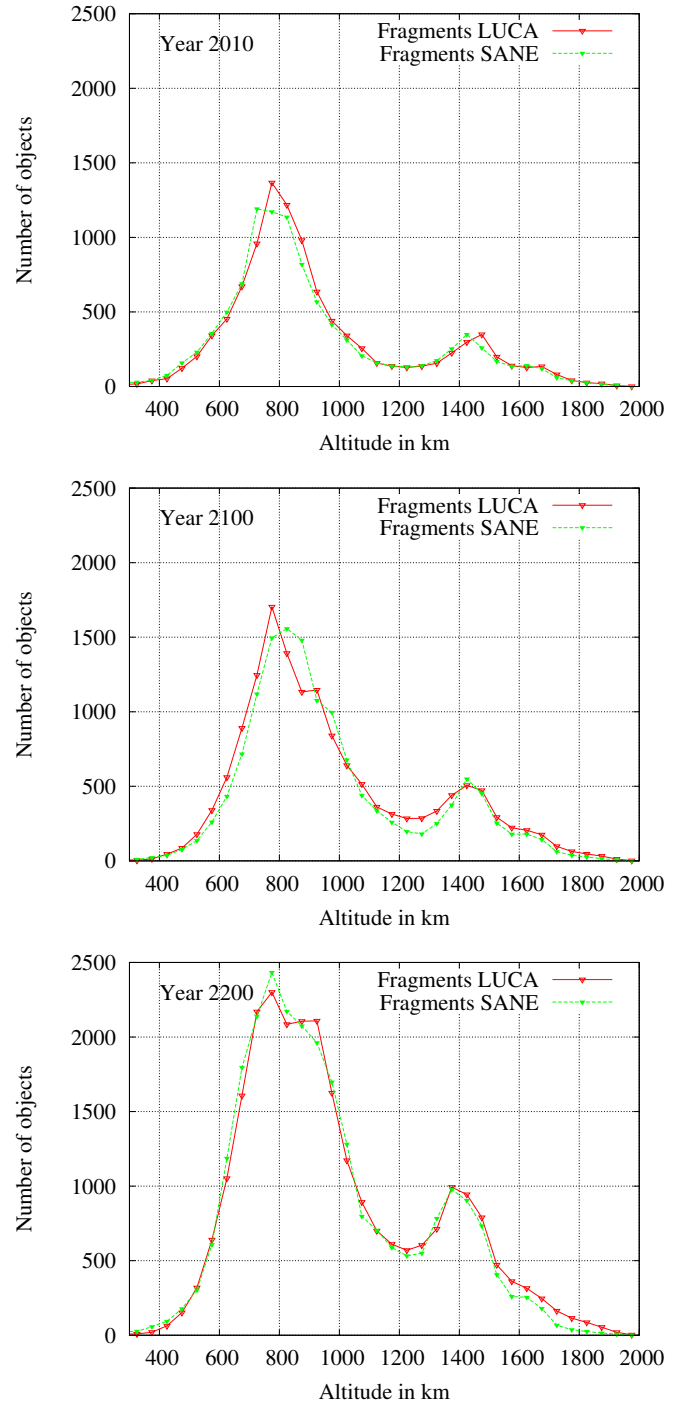 2500
Year 2010
Fragments LUCA
Fragments SANE
2000
1500
1000
500
0
Number of objects
400 600 800 1000 1200 1400 1600 1800 2000
Altitude in km
2500
Year 2100
Fragments LUCA
Fragments SANE
2000
1500
1000
500
0
Number of objects
400 600 800 1000 1200 1400 1600 1800 2000
Altitude in km
2500
Year 2200
Fragments LUCA
Fragments SANE
2000
1500
1000
500
0
Number of objects
400 600 800 1000 1200 1400 1600 1800 2000
Altitude in km